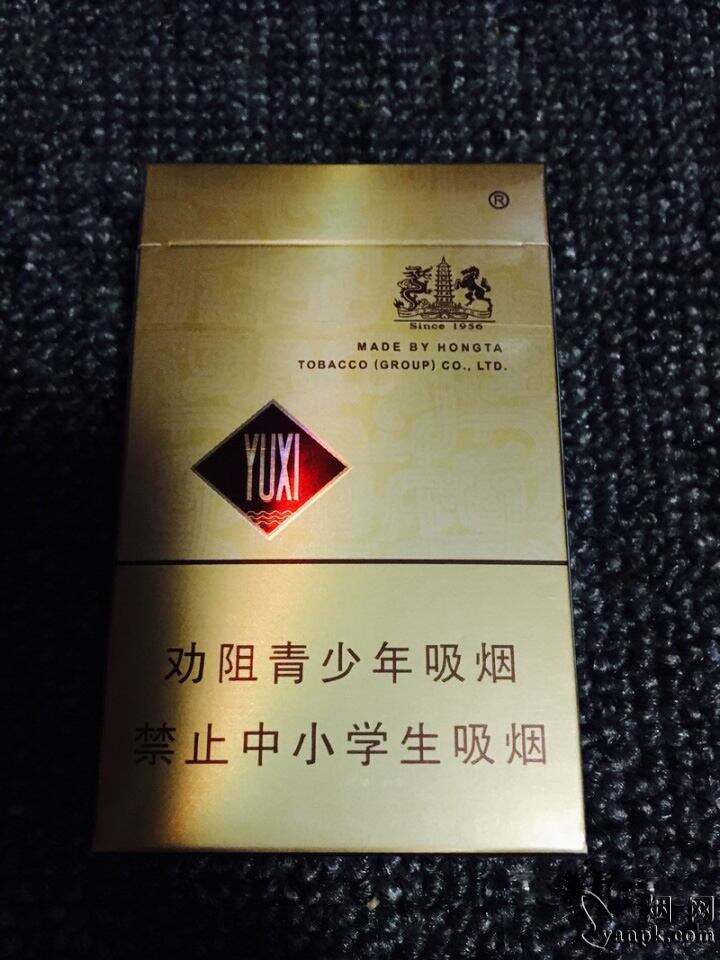 ®
Since 1956
MADE BY HONGTA
TOBACCO (GROUP) CO., LTD.
YUXI
劝阻青少年吸烟
禁止中小学生吸烟
烟网
yanpk.com